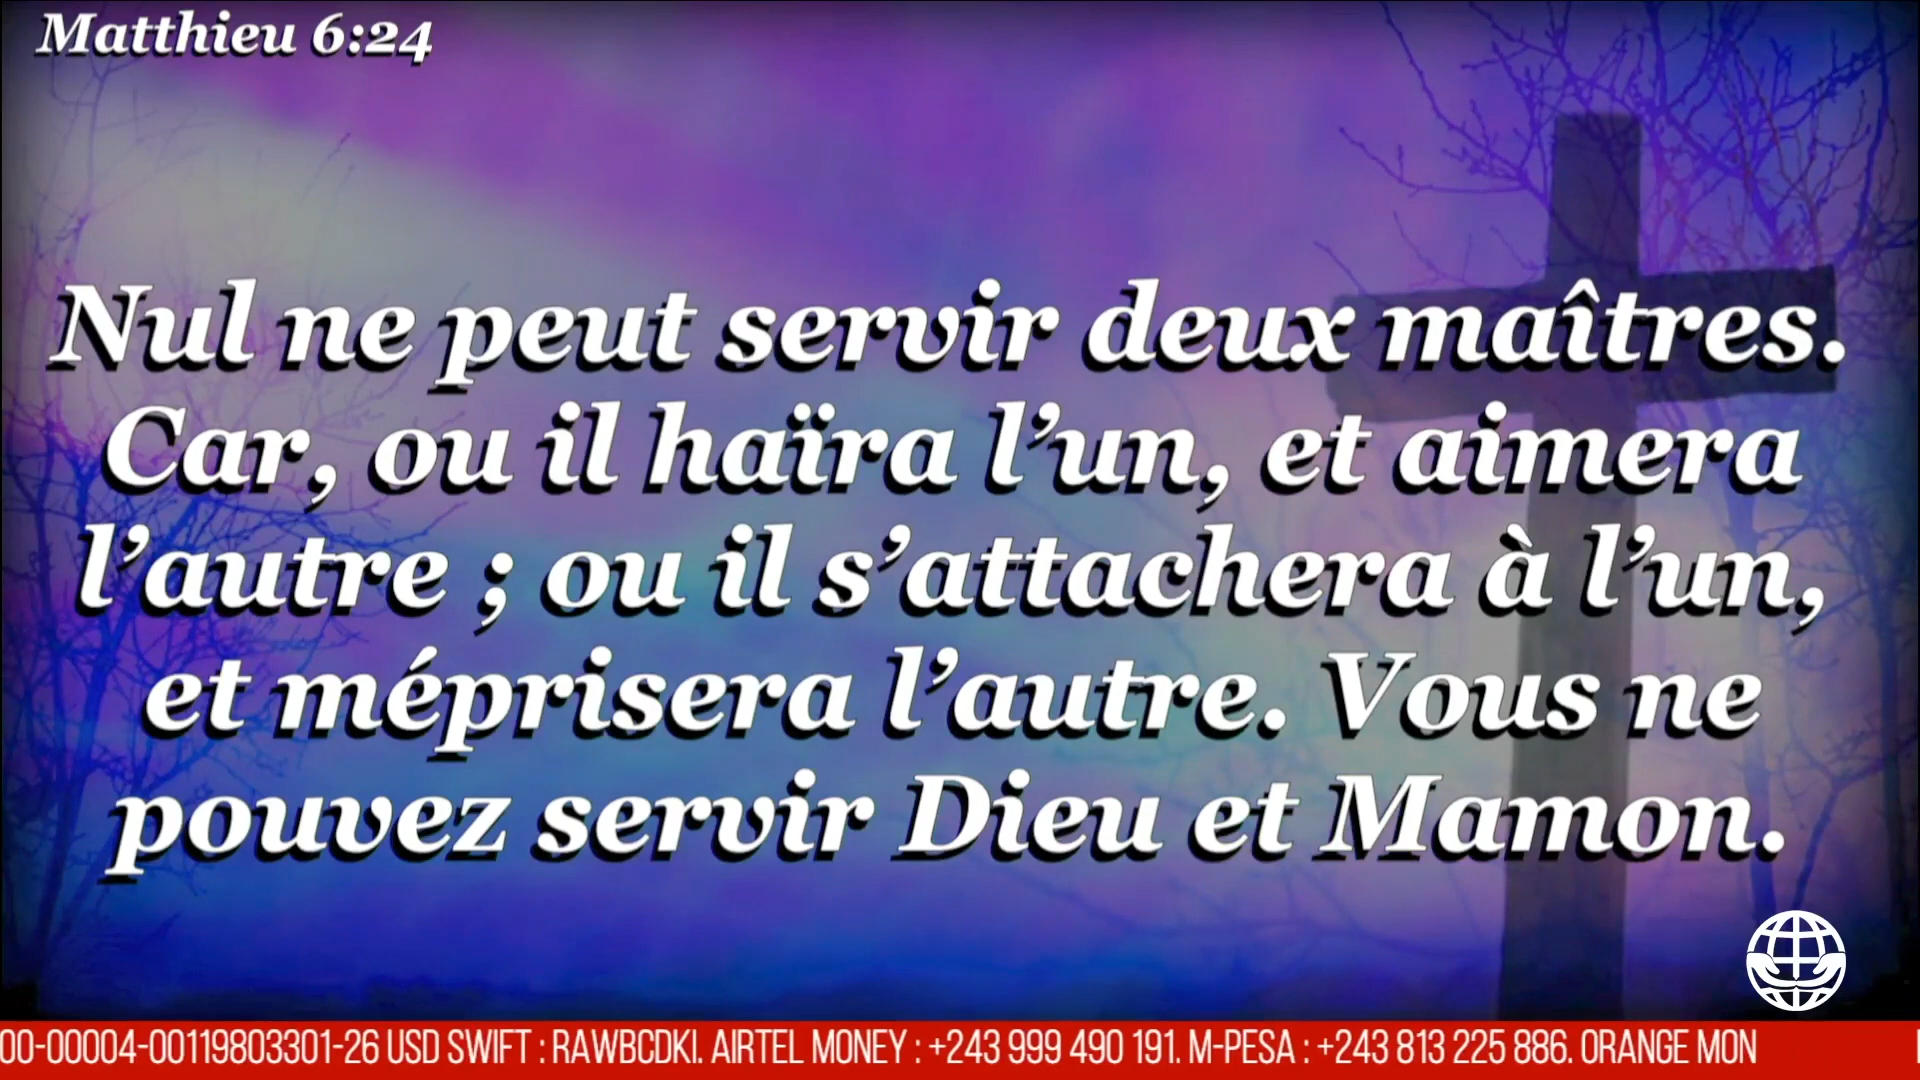 Matthieu 6:24
Nul ne peut servir deux maîtres.
Car, ou il haïra l’un, et aimera
l’autre ; ou il s’attachera à l’un,
et méprisera l’autre. Vous ne
pouvez servir Dieu et Mamon.
00-00004-00119803301-26 USD SWIFT : RAWBCDKI. AIRTEL MONEY : +243 999 490 191. M-PESA : +243 813 225 886. ORANGE MON